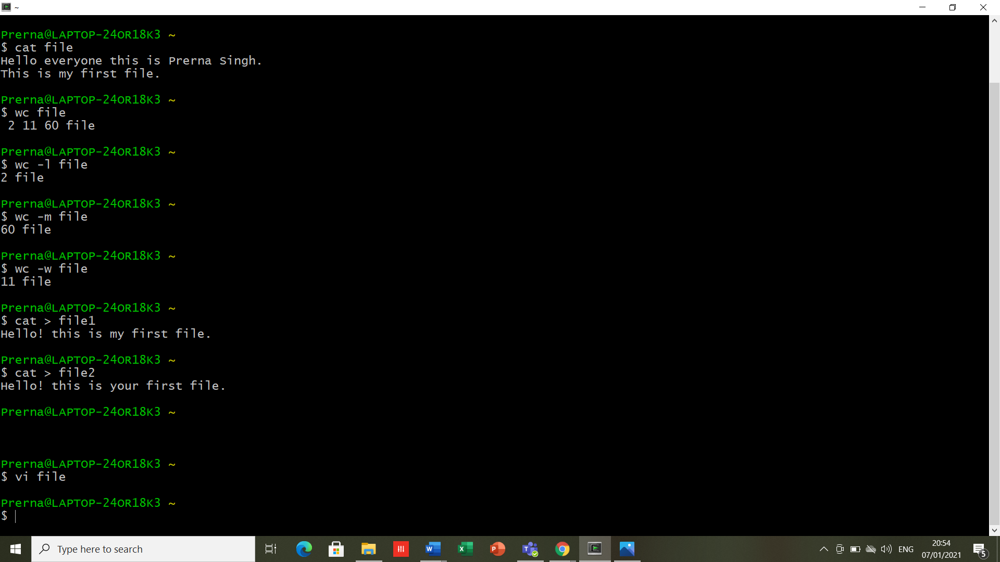 ~
Prerna@LAPTOP-24OR18K3 ~
$ cat file
Hello everyone this is Prerna Singh.
This is my first file.
Prerna@LAPTOP-24OR18K3 ~
$ wc file
 2 11 60 file
Prerna@LAPTOP-24OR18K3 ~
$ wc -l file
2 file
Prerna@LAPTOP-24OR18K3 ~
$ wc -m file
60 file
Prerna@LAPTOP-24OR18K3 ~
$ wc -w file
11 file
Prerna@LAPTOP-24OR18K3 ~
$ cat > file1
Hello! this is my first file.
Prerna@LAPTOP-24OR18K3 ~
$ cat > file2
Hello! this is your first file.
Prerna@LAPTOP-24OR18K3 ~
Prerna@LAPTOP-24OR18K3 ~
$ vi file
Prerna@LAPTOP-24OR18K3 ~
$
Type here to search
ENG
20:54
07/01/2021
5